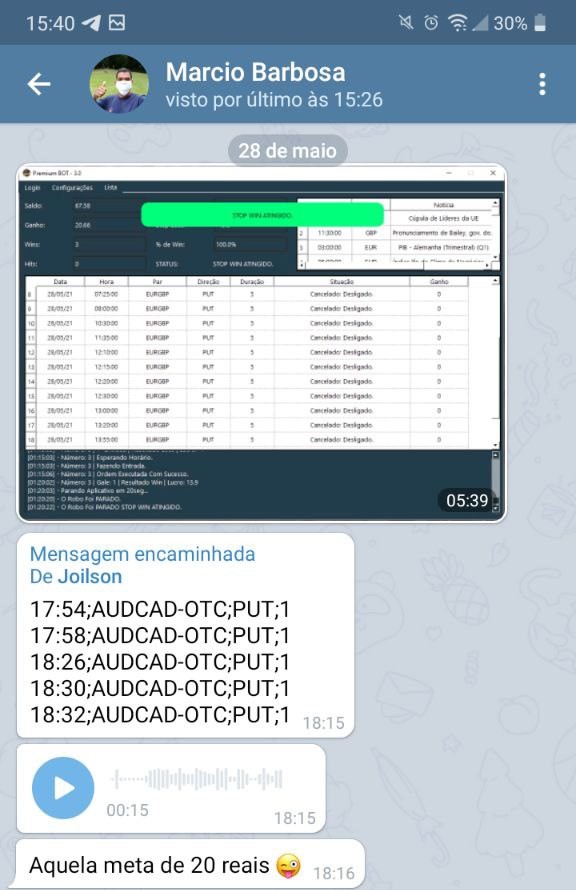 15:40
30%
Marcio Barbosa
visto por último às 15:26
28 de maio
Premium BOT - 3.0
Login Configurações Lista
Saldo: 67.58
STOP WIN ATINGIDO.
Notícia
Cúpula de Líderes da UE
Ganho: 20.66
2 11:30:00 GBP Pronunciamento de Bailey, gov. do.
Wins: 3 % de Win: 100.0%
3 03:00:00 EUR PIB - Alemanha (Trimestral) (Q1)
Hits: 0 STATUS: STOP WIN ATINGIDO.
Data Hora Par Direção Duração Situação Ganho
8 28/05/21 07:25:00 EURGBP PUT 5 Cancelado: Desligado. 0
9 28/05/21 08:00:00 EURGBP PUT 5 Cancelado: Desligado. 0
10 28/05/21 10:30:00 EURGBP PUT 5 Cancelado: Desligado. 0
11 28/05/21 11:35:00 EURGBP PUT 5 Cancelado: Desligado. 0
12 28/05/21 12:10:00 EURGBP PUT 5 Cancelado: Desligado. 0
13 28/05/21 12:15:00 EURGBP PUT 5 Cancelado: Desligado. 0
14 28/05/21 12:20:00 EURGBP PUT 5 Cancelado: Desligado. 0
15 28/05/21 12:30:00 EURGBP PUT 5 Cancelado: Desligado. 0
16 28/05/21 13:00:00 EURGBP PUT 5 Cancelado: Desligado. 0
17 28/05/21 13:20:00 EURGBP PUT 5 Cancelado: Desligado. 0
18 28/05/21 13:55:00 EURGBP PUT 5 Cancelado: Desligado. 0
[01:15:03] - Número: 3 | Esperando Horário.
[01:15:03] - Número: 3 | Fazendo Entrada.
[01:15:03] - Número: 3 | Ordem Executada Com Sucesso.
[01:20:02] - Número: 3 | Gale: 1 | Resultado Win | Lucro: 13.9
[01:20:03] - Parando Aplicativo em 20seg...
[01:20:20] - O Robo Foi PARADO.
[01:20:22] - O Robo Foi PARADO STOP WIN ATINGIDO.
05:39
Mensagem encaminhada
De Joilson
17:54;AUDCAD-OTC;PUT;1
17:58;AUDCAD-OTC;PUT;1
18:26;AUDCAD-OTC;PUT;1
18:30;AUDCAD-OTC;PUT;1
18:32;AUDCAD-OTC;PUT;1
18:15
00:15
18:15
Aquela meta de 20 reais 😜
18:16